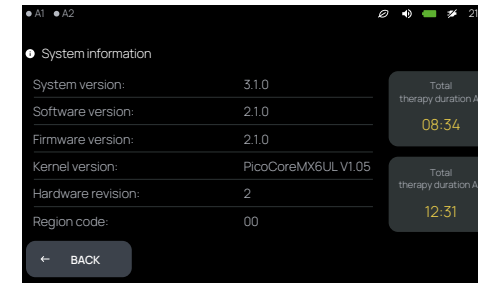 A1 A2
21
System information
System version: 3.1.0
Software version: 2.1.0
Firmware version: 2.1.0
Kernel version: PicoCoreMX6UL V1.05
Hardware revision: 2
Region code: 00
Total
therapy duration A
08:34
Total
therapy duration A
12:31
← BACK